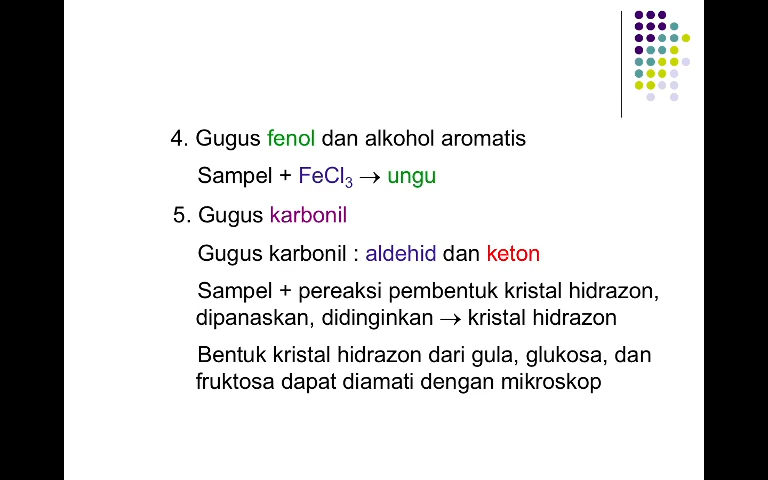 4. Gugus fenol dan alkohol aromatis
Sampel + FeCl₃ → ungu
5. Gugus karbonil
Gugus karbonil : aldehid dan keton
Sampel + pereaksi pembentuk kristal hidrazon,
dipanaskan, didinginkan → kristal hidrazon
Bentuk kristal hidrazon dari gula, glukosa, dan
fruktosa dapat diamati dengan mikroskop